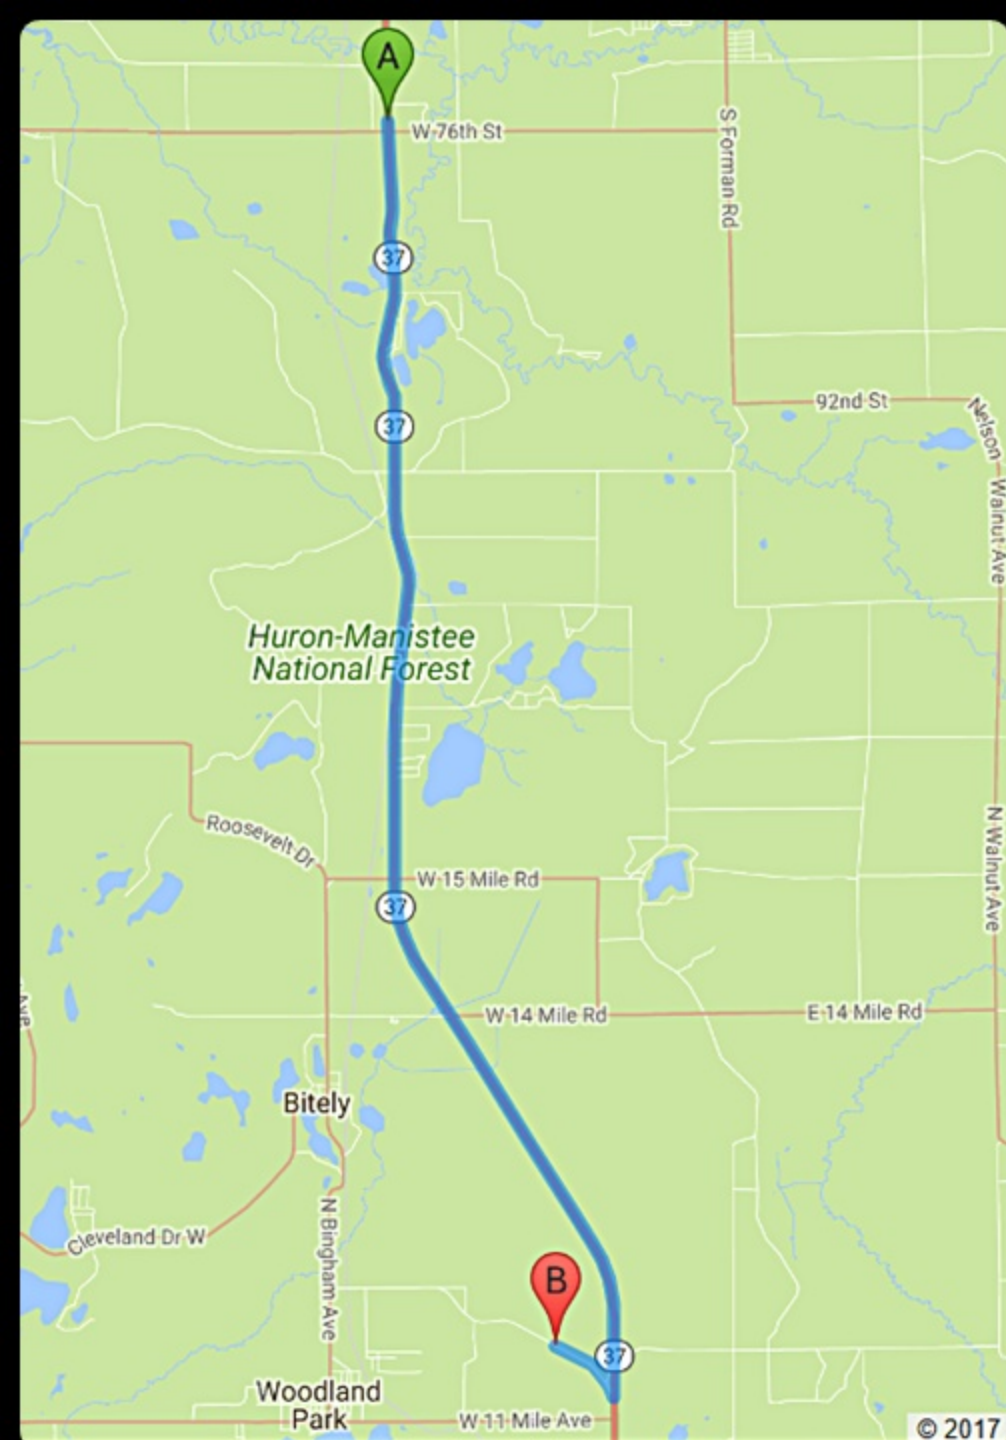 A
W 76th St
S Forman Rd
37
92nd St
Nelson
Walnut Ave
37
Huron-Manistee
National Forest
Roosevelt Dr
W 15 Mile Rd
N Walnut Ave
37
Ave
W 14 Mile Rd
E 14 Mile Rd
Bitely
Cleveland Dr W
N Bingham Ave
B
37
Woodland
Park
W 11 Mile Ave
© 2017